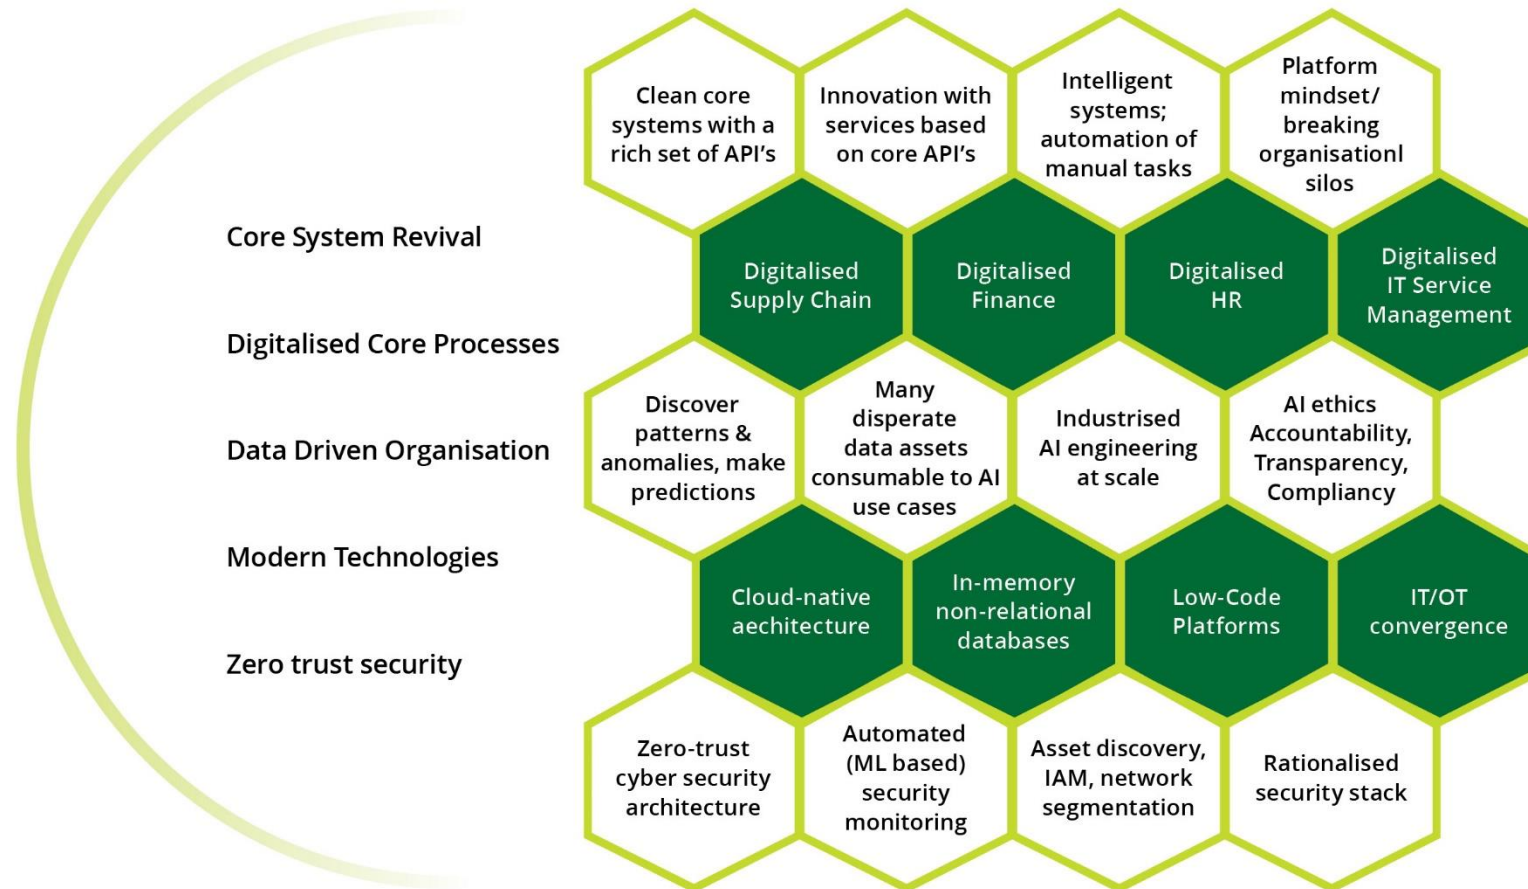 Core System Revival
Digitalised Core Processes
Data Driven Organisation
Modern Technologies
Zero trust security
Clean core
systems with a
rich set of API's
Innovation with
services based
on core API's
Intelligent
systems;
automation of
manual tasks
Platform
mindset/
breaking
organisationl
silos
Digitalised
Supply Chain
Digitalised
Finance
Digitalised
HR
Digitalised
IT Service
Management
Discover
patterns &
anomalies, make
predictions
Many
disperate
data assets
consumable to AI
use cases
Industrised
AI engineering
at scale
AI ethics
Accountability,
Transparency,
Compliancy
Cloud-native
aechitecture
In-memory
non-relational
databases
Low-Code
Platforms
IT/OT
convergence
Zero-trust
cyber security
architecture
Automated
(ML based)
security
monitoring
Asset discovery,
IAM, network
segmentation
Rationalised
security stack